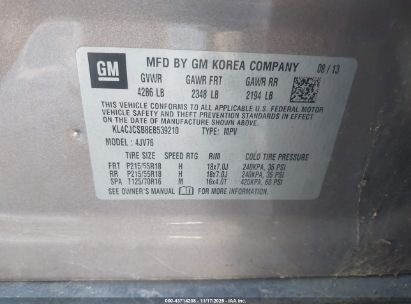 GM
MFD BY GM KOREA COMPANY 08/13
GVWR GAWR FRT GAWR RR
4286 LB 2348 LB 2194 LB
THIS VEHICLE CONFORMS TO ALL APPLICABLE U.S. FEDERAL MOTOR
VEHICLE SAFETY, BUMPER, AND THEFT PREVENTION STANDARDS
IN EFFECT ON THE DATE OF MANUFACTURE SHOWN ABOVE.
KL4CJCSB8EB539210 TYPE: MPV
MODEL: 4JV76
TIRE SIZE SPEED RTG RIM COLD TIRE PRESSURE
FRT P215/55R18 H 18x7.0J 240KPA, 35 PSI
RR P215/55R18 H 18x7.0J 240KPA, 35 PSI
SPA T125/70R16 M 16x4.0T 420KPA, 60 PSI
SEE OWNER'S MANUAL FOR ADDITIONAL INFORMATION.